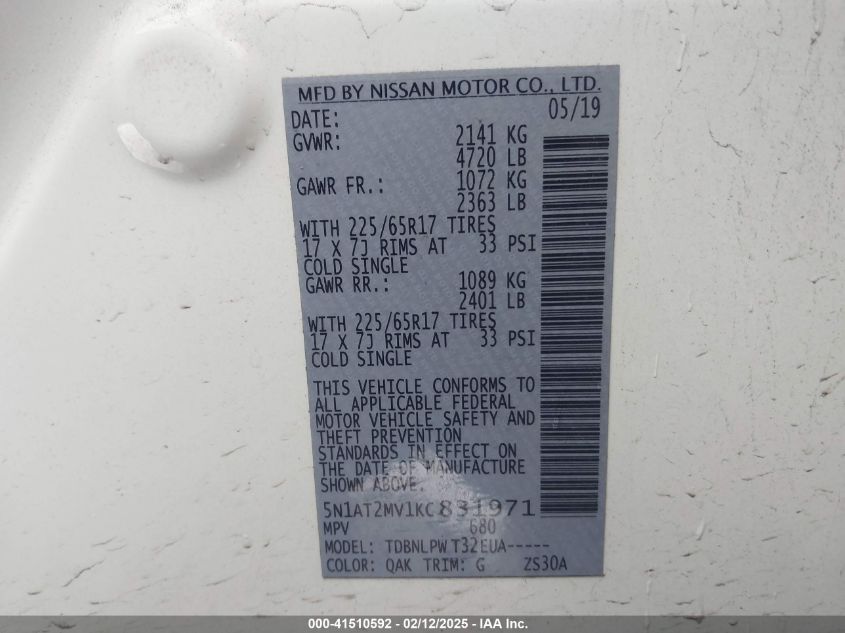 MFD BY NISSAN MOTOR CO., LTD.
DATE: 05/19
GVWR: 2141 KG
4720 LB
GAWR FR.: 1072 KG
2363 LB
WITH 225/65R17 TIRES
17 X 7J RIMS AT 33 PSI
COLD SINGLE
GAWR RR.: 1089 KG
2401 LB
WITH 225/65R17 TIRES
17 X 7J RIMS AT 33 PSI
COLD SINGLE
THIS VEHICLE CONFORMS TO
ALL APPLICABLE FEDERAL
MOTOR VEHICLE SAFETY AND
THEFT PREVENTION
STANDARDS IN EFFECT ON
THE DATE OF MANUFACTURE
SHOWN ABOVE.
5N1AT2MV1KC831971
MPV 680
MODEL: TDBNLPW T32EUA-----
COLOR: QAK TRIM: G ZS30A
000-41510592 - 02/12/2025 - IAA Inc.